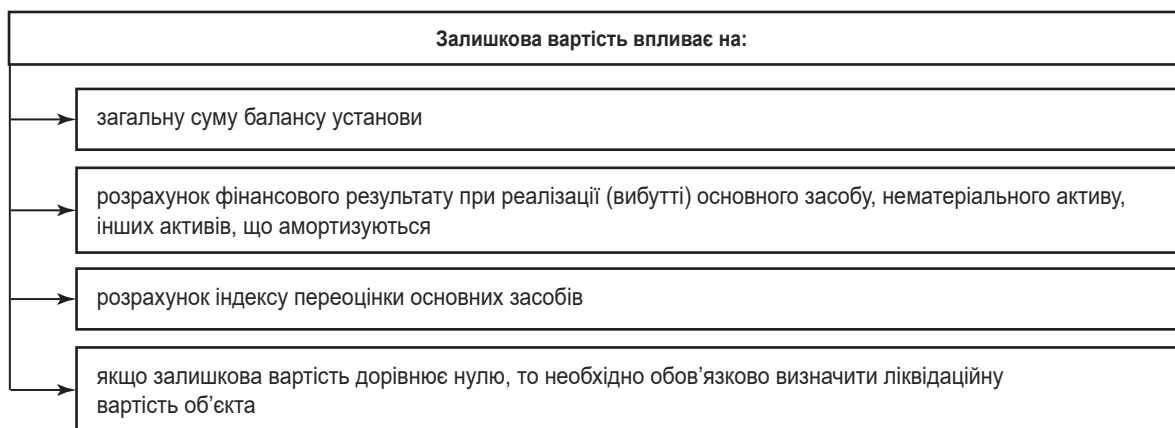 Залишкова вартість впливає на:
загальну суму балансу установи
розрахунок фінансового результату при реалізації (вибутті) основного засобу, нематеріального активу,
інших активів, що амортизуються
розрахунок індексу переоцінки основних засобів
якщо залишкова вартість дорівнює нулю, то необхідно обов’язково визначити ліквідаційну
вартість об’єкта